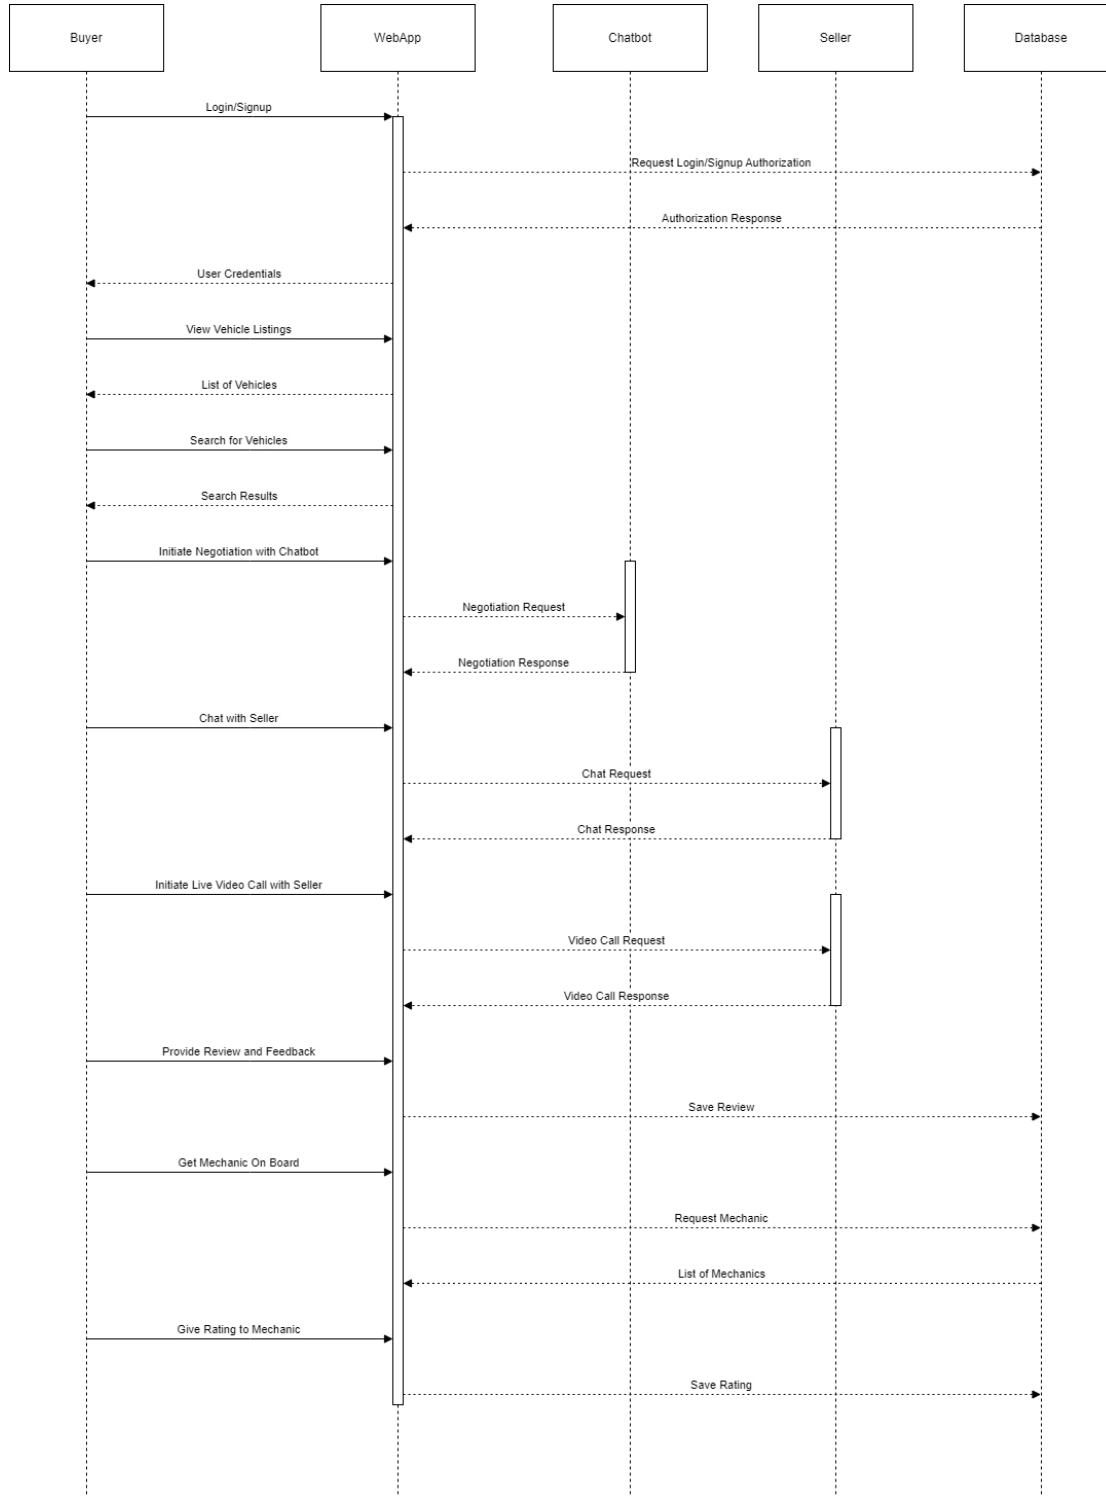 Buyer
WebApp
Chatbot
Seller
Database
Login/Signup
Request Login/Signup Authorization
Authorization Response
User Credentials
View Vehicle Listings
List of Vehicles
Search for Vehicles
Search Results
Initiate Negotiation with Chatbot
Negotiation Request
Negotiation Response
Chat with Seller
Chat Request
Chat Response
Initiate Live Video Call with Seller
Video Call Request
Video Call Response
Provide Review and Feedback
Save Review
Get Mechanic On Board
Request Mechanic
List of Mechanics
Give Rating to Mechanic
Save Rating